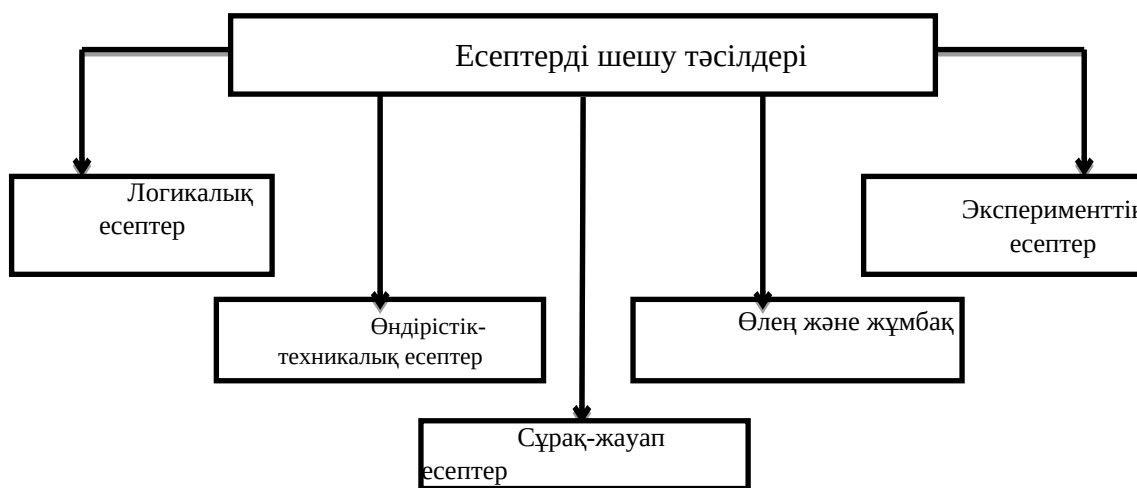 Есептерді шешу тәсілдері
Логикалық
есептер
Эксперименттік
есептер
Өндірістік-
техникалық есептер
Өлең және жұмбақ
Сұрақ-жауап
есептер